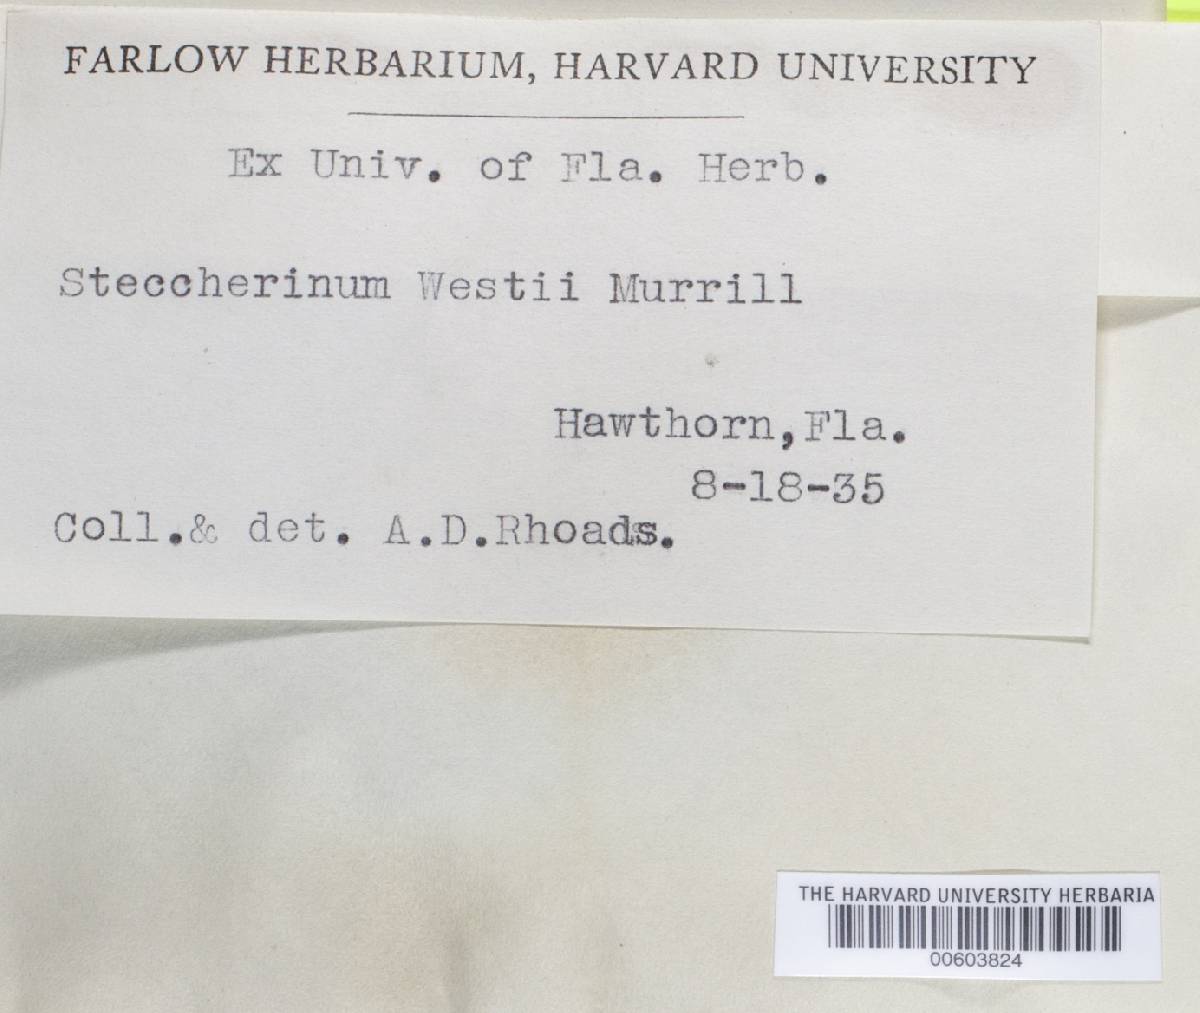 FARLOW HERBARIUM, HARVARD UNIVERSITY
Ex Univ. of Fla. Herb.
Steccherinum Westii Murrill
Hawthorn,Fla.
8-18-35
Coll.& det. A.D.Rhoads.
THE HARVARD UNIVERSITY HERBARIA
00603824